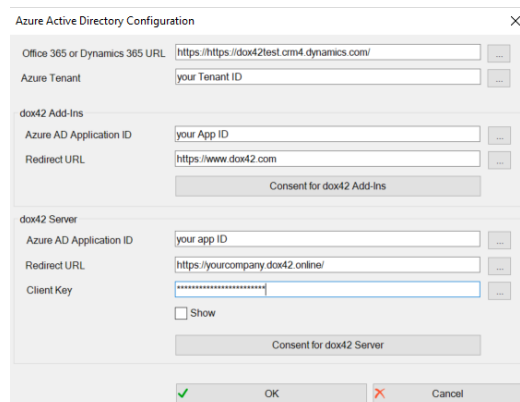 Azure Active Directory Configuration
Office 365 or Dynamics 365 URL https://https://dox42test.crm4.dynamics.com/ ...
Azure Tenant your Tenant ID ...
dox42 Add-Ins
Azure AD Application ID your App ID ...
Redirect URL https://www.dox42.com ...
Consent for dox42 Add-Ins
dox42 Server
Azure AD Application ID your app ID ...
Redirect URL https://yourcompany.dox42.online/ ...
Client Key ************************ ...
Show
Consent for dox42 Server
OK Cancel